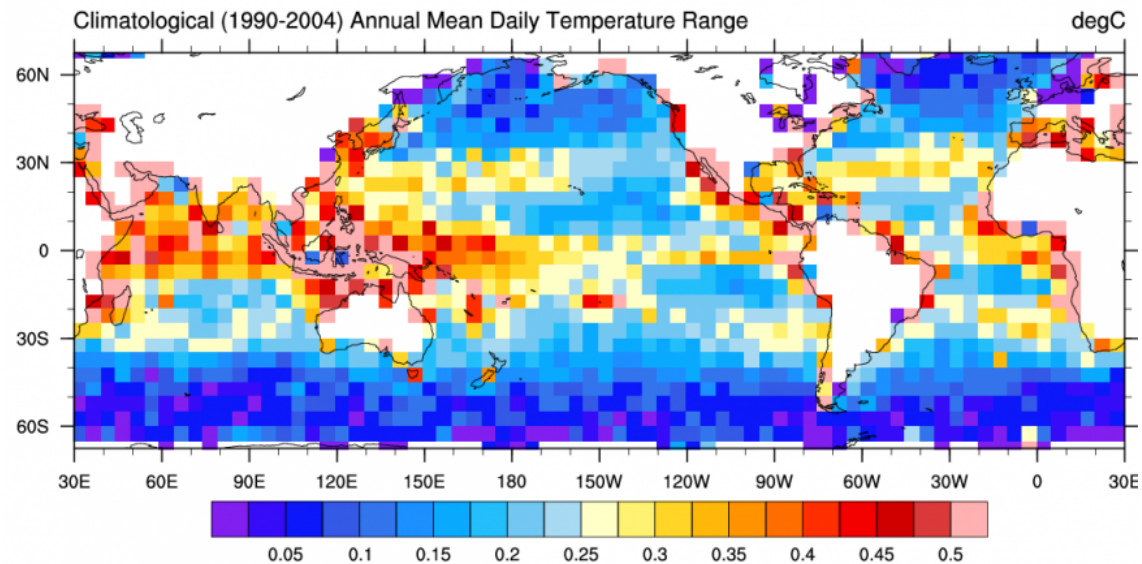 Climatological (1990-2004) Annual Mean Daily Temperature Range degC
60N
30N
0
30S
60S
30E 60E 90E 120E 150E 180 150W 120W 90W 60W 30W 0 30E
0.05 0.1 0.15 0.2 0.25 0.3 0.35 0.4 0.45 0.5